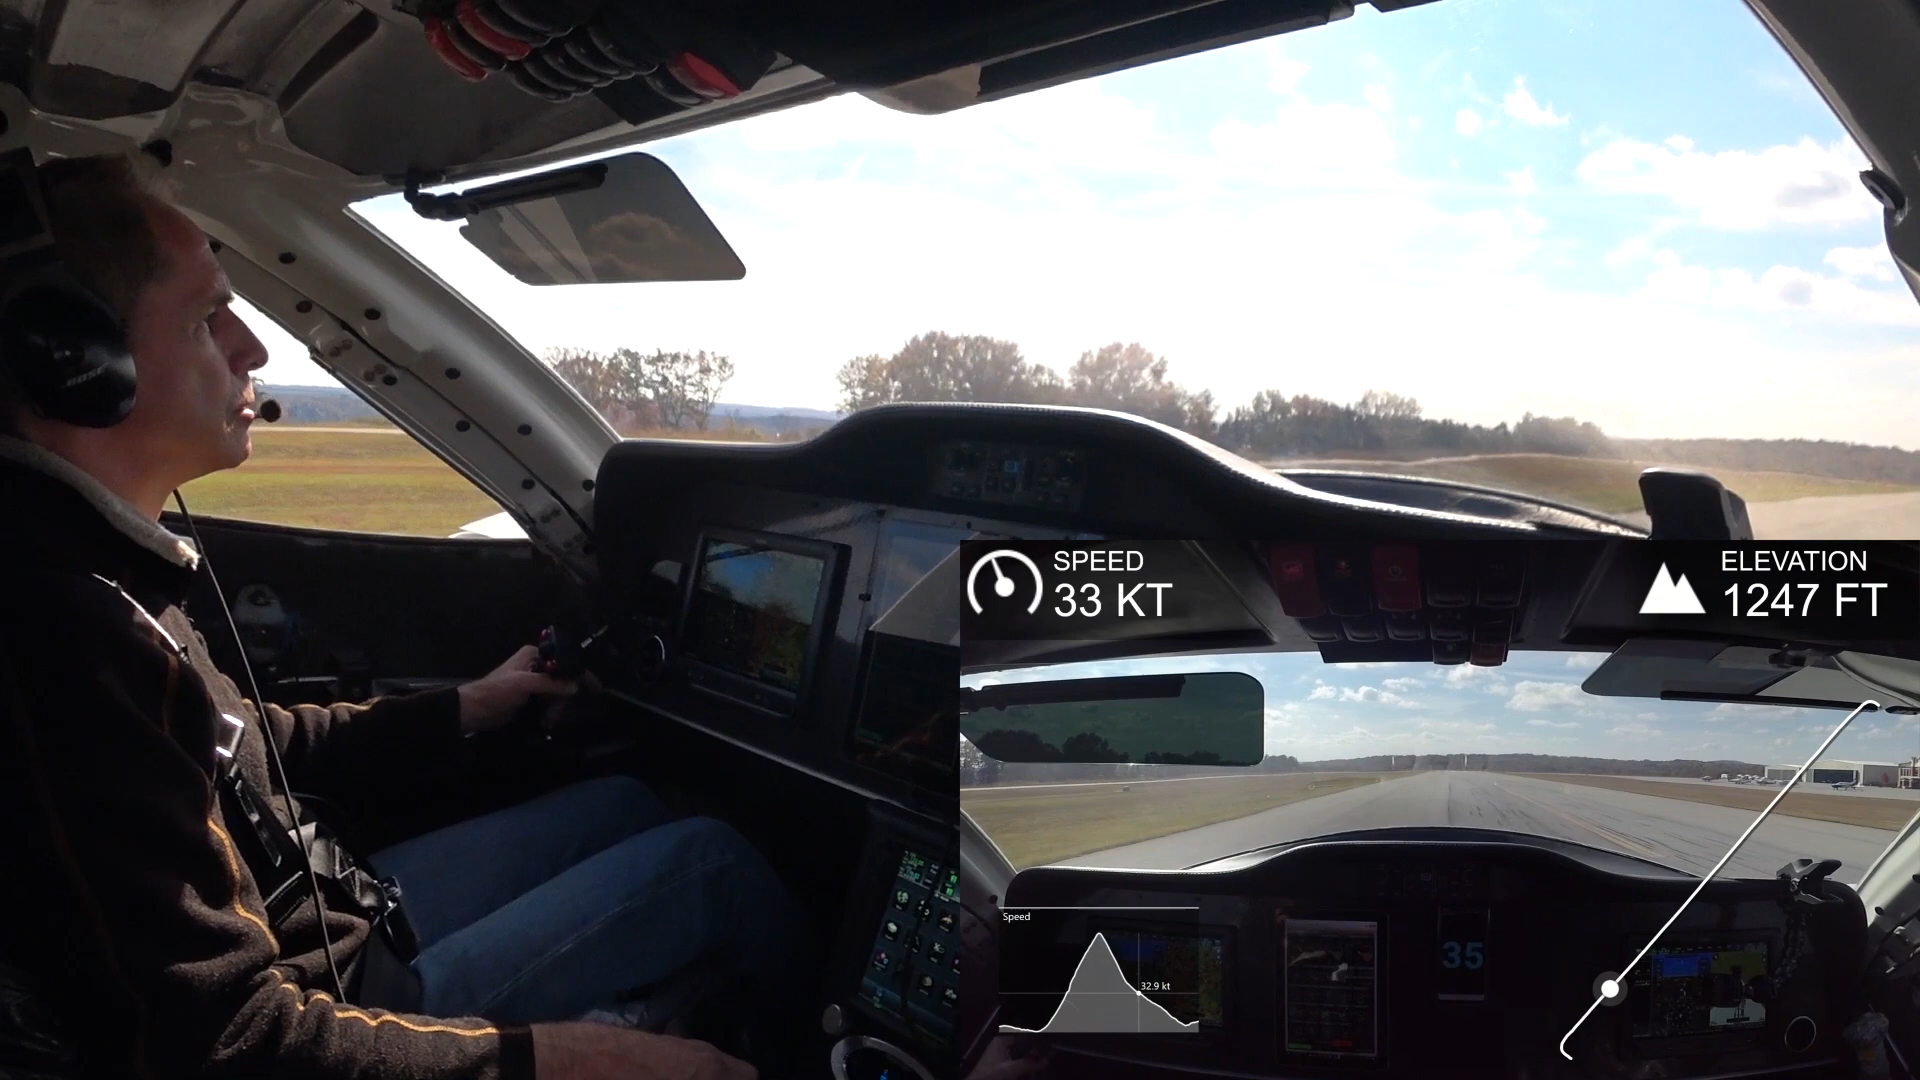 BOSE
SPEED
33 KT
ELEVATION
1247 FT
Speed
32.9 kt
35